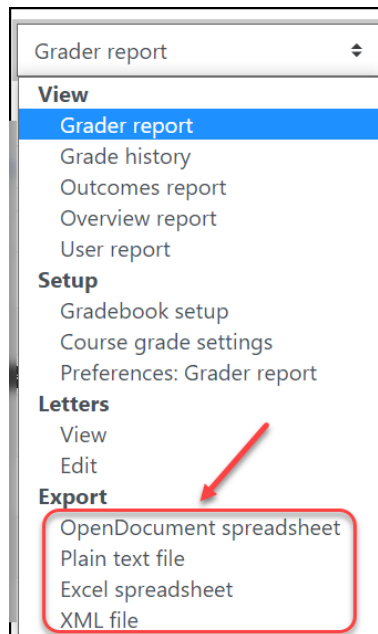 Grader report
View
Grader report
Grade history
Outcomes report
Overview report
User report
Setup
Gradebook setup
Course grade settings
Preferences: Grader report
Letters
View
Edit
Export
OpenDocument spreadsheet
Plain text file
Excel spreadsheet
XML file